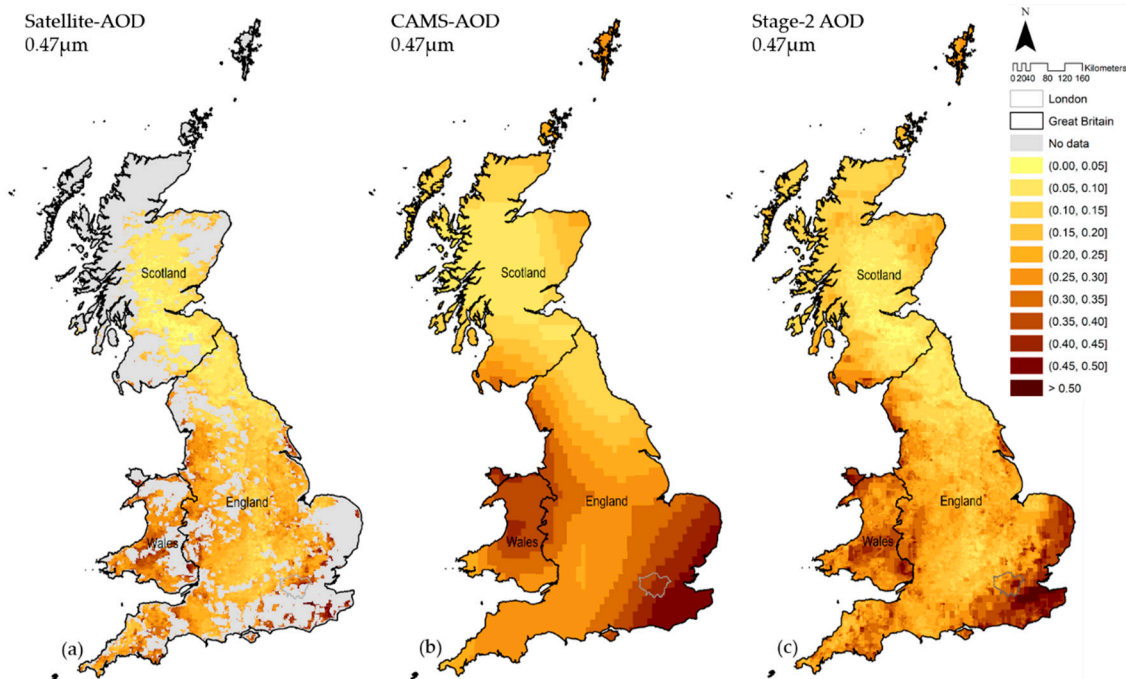 Satellite-AOD
0.47µm
CAMS-AOD
0.47µm
Stage-2 AOD
0.47µm
N
Kilometers
0 20 40 80 120 160
London
Great Britain
No data
(0.00, 0.05]
(0.05, 0.10]
(0.10, 0.15]
(0.15, 0.20]
(0.20, 0.25]
(0.25, 0.30]
(0.30, 0.35]
(0.35, 0.40]
(0.40, 0.45]
(0.45, 0.50]
> 0.50
Scotland
England
Wales
(a)
Scotland
England
Wales
(b)
Scotland
England
Wales
(c)